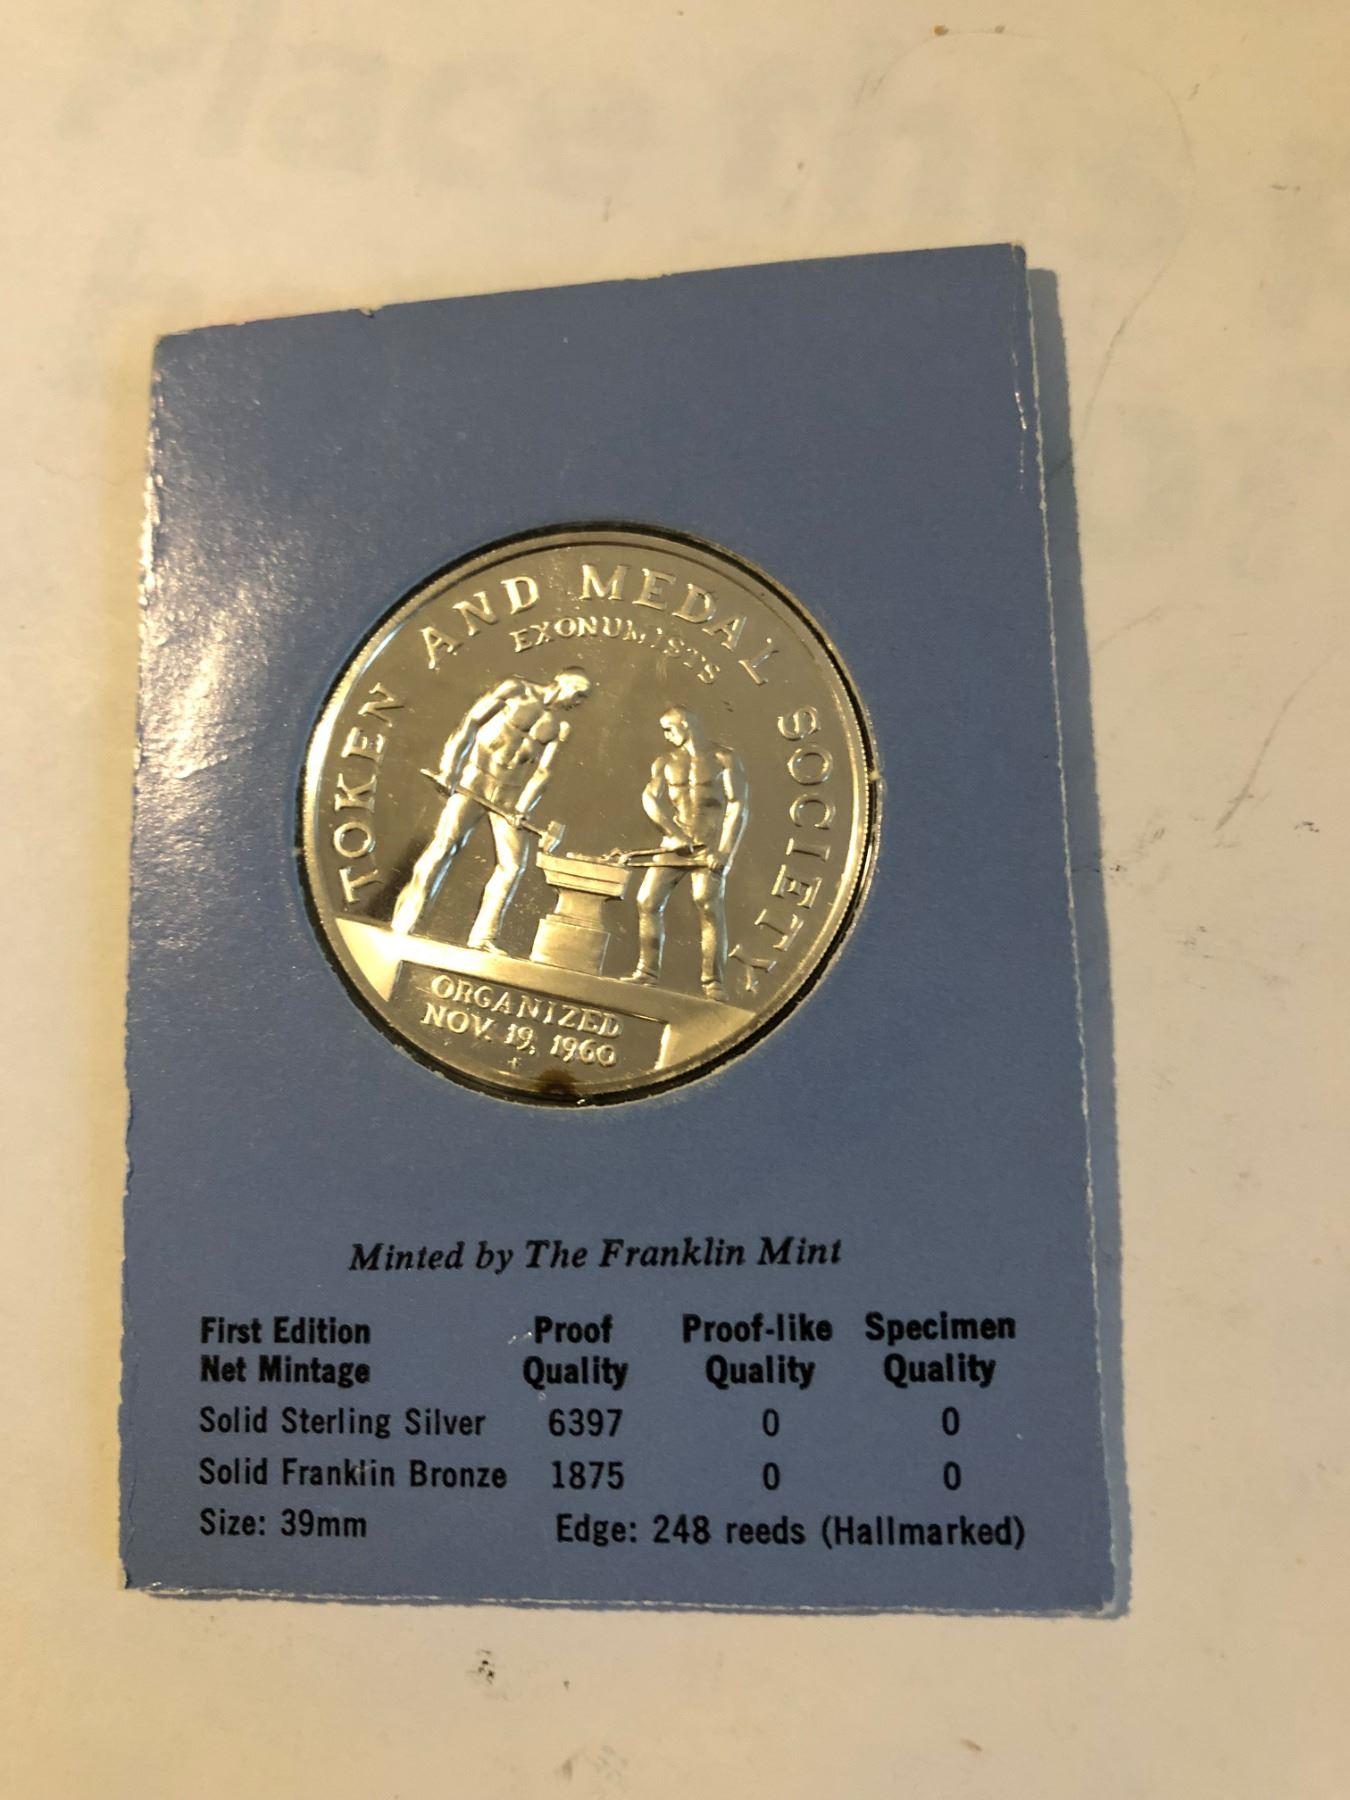 TOKEN AND MEDAL SOCIETY
EXONUMISTS
ORGANIZED
NOV. 19, 1960
Minted by The Franklin Mint
First Edition Proof Proof-like Specimen
Net Mintage Quality Quality Quality
Solid Sterling Silver 6397 0 0
Solid Franklin Bronze 1875 0 0
Size: 39mm Edge: 248 reeds (Hallmarked)